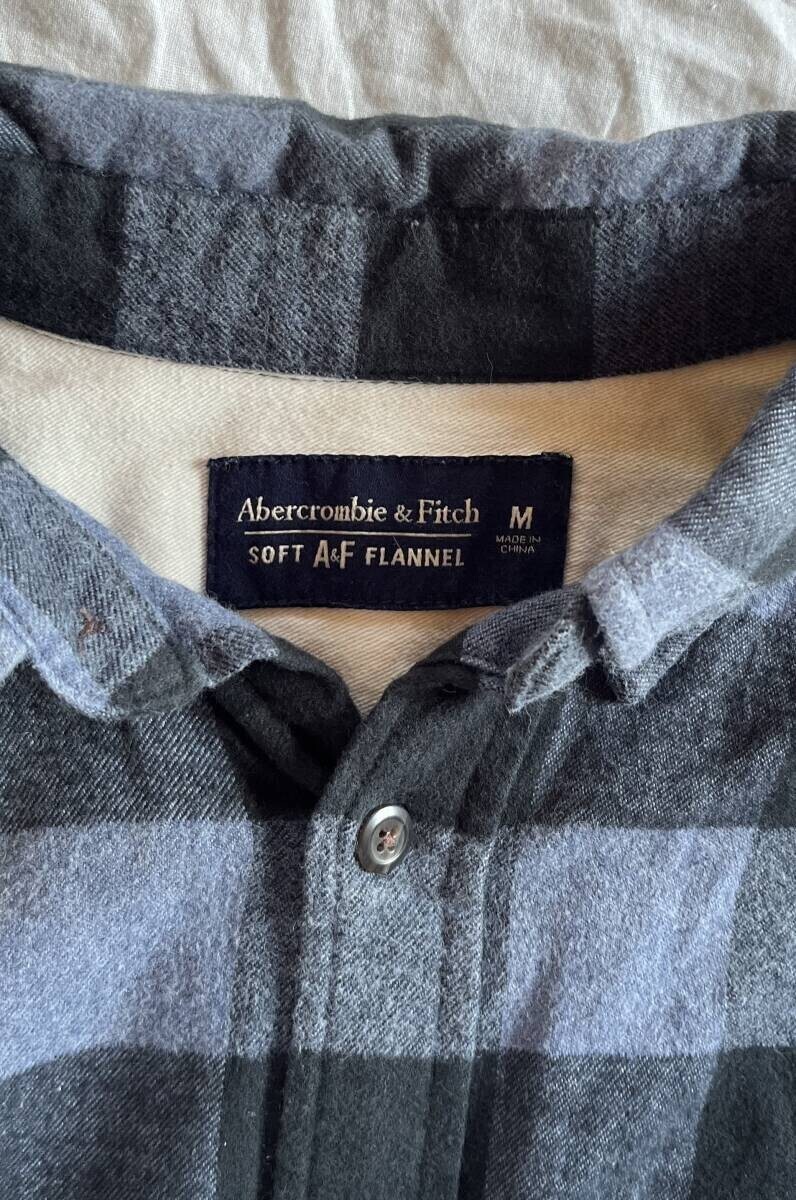 Abercrombie & Fitch
SOFT A&F FLANNEL
M
MADE IN
CHINA